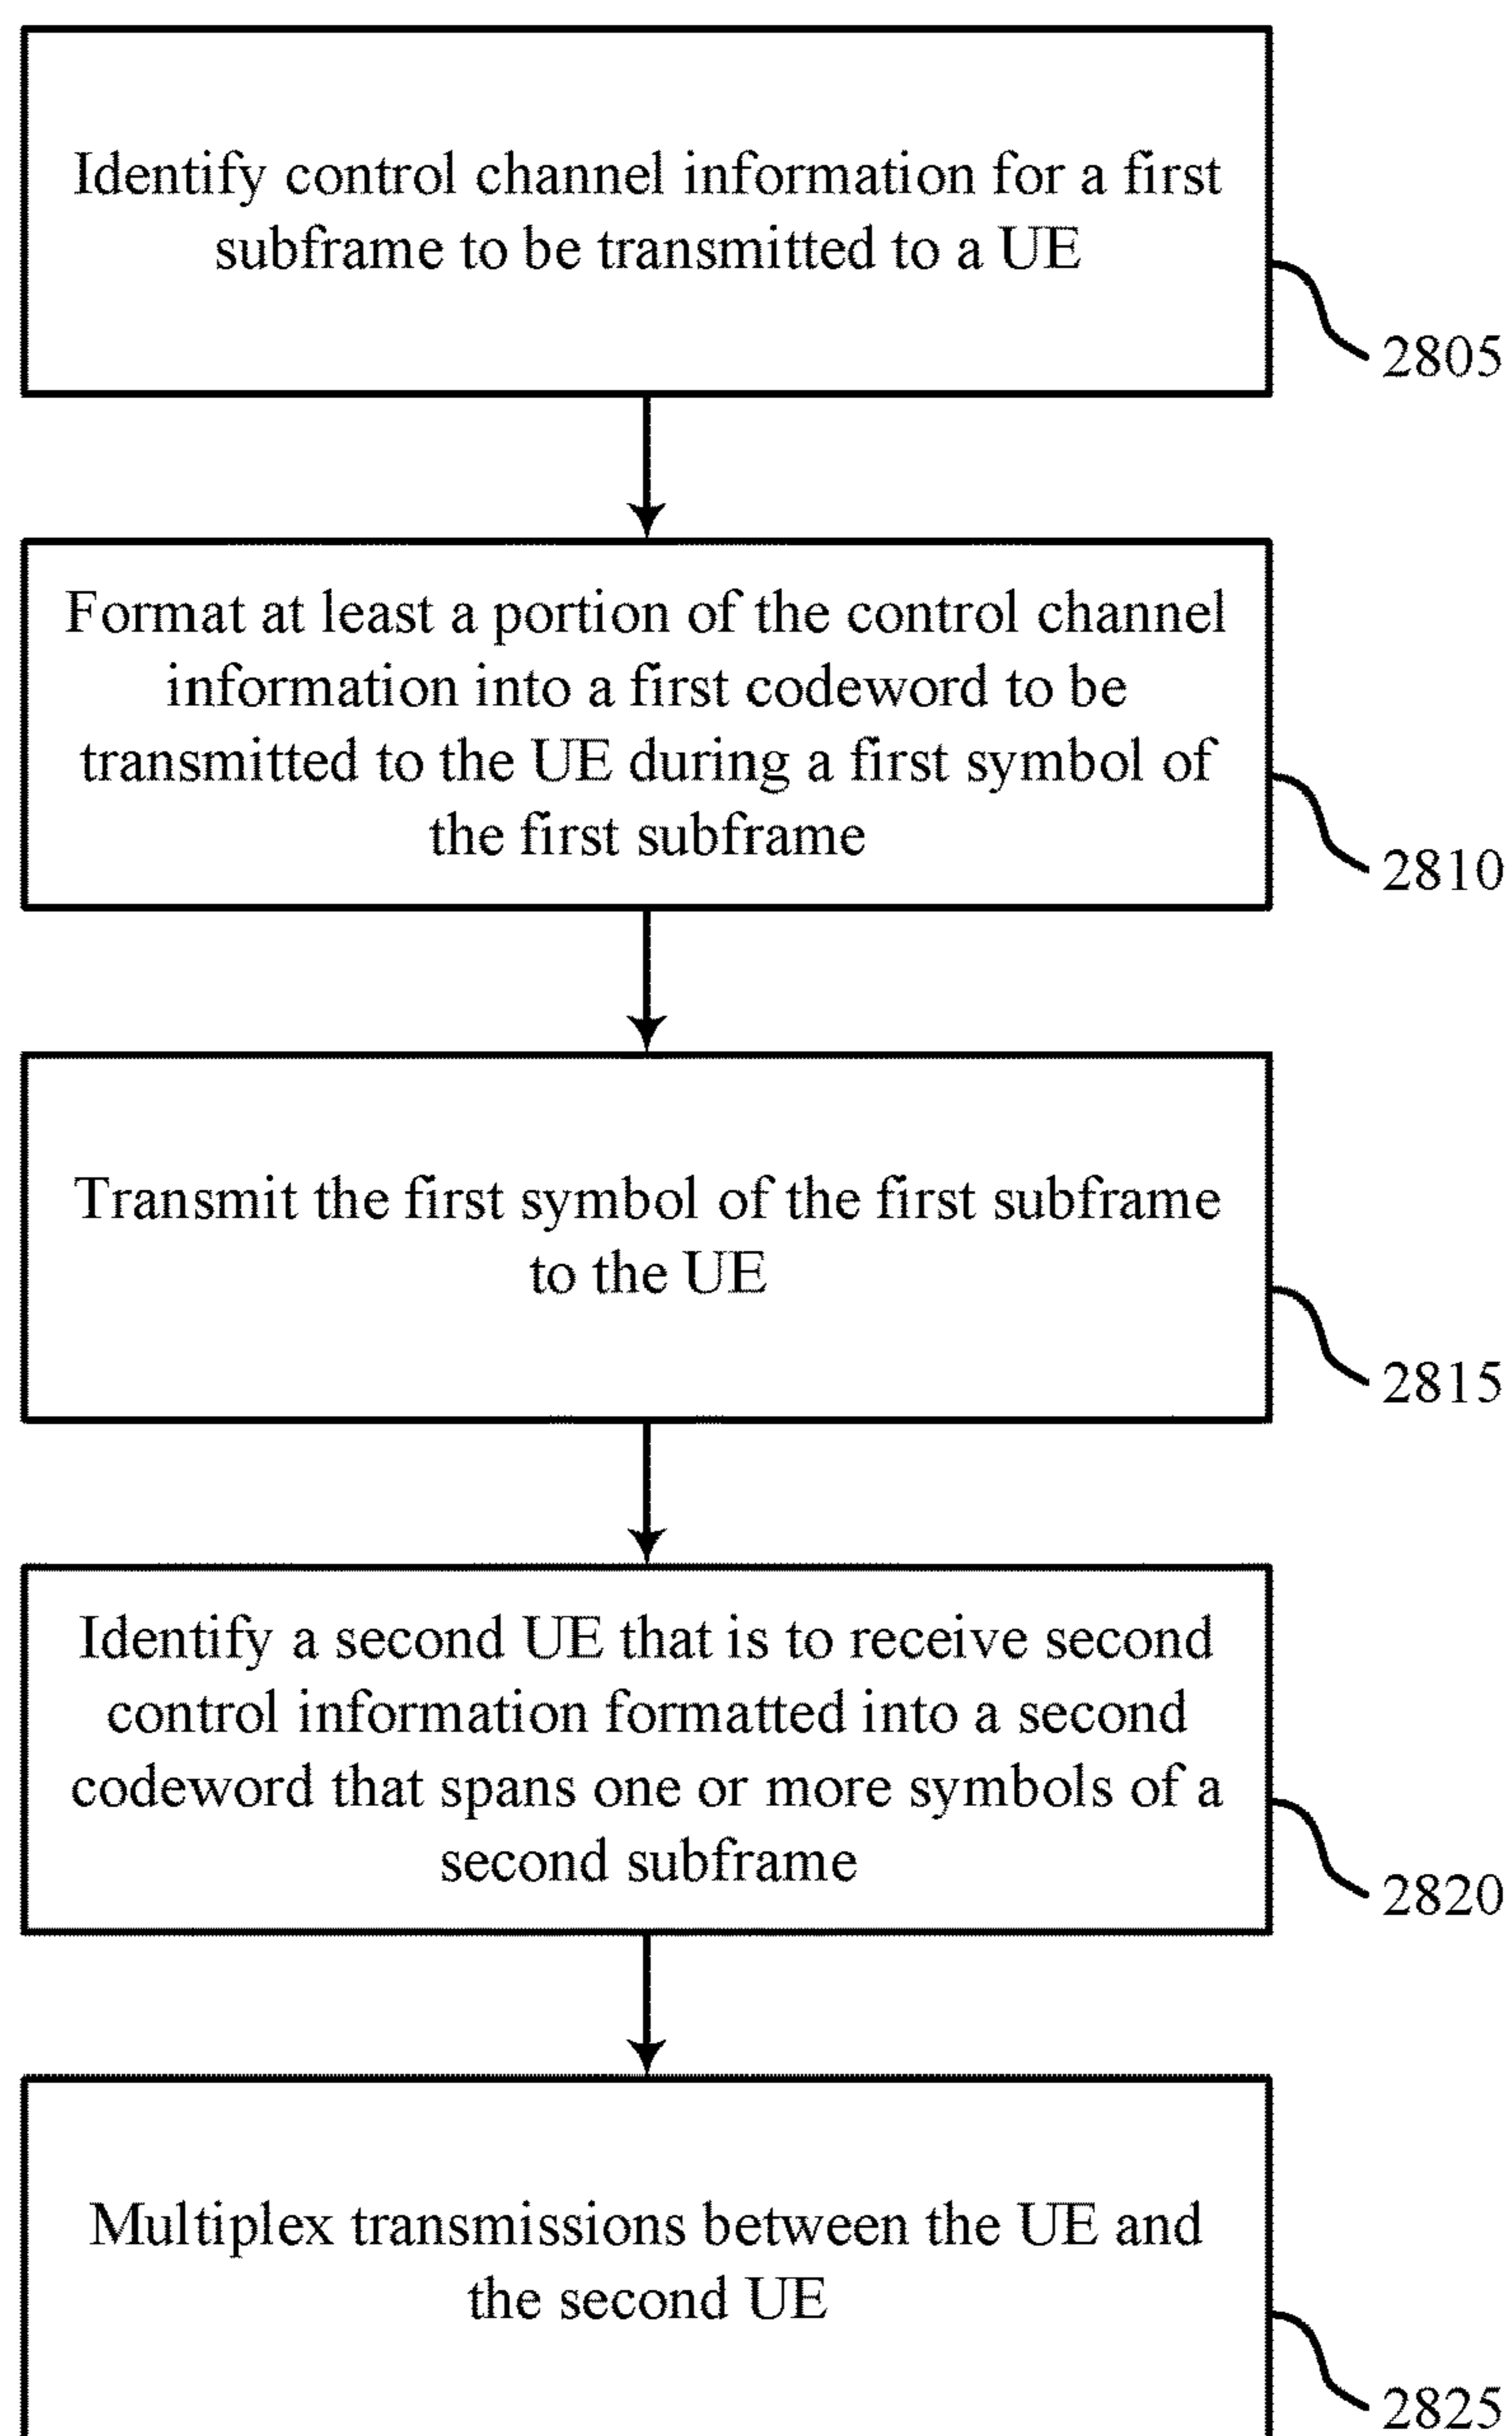 Identify control channel information for a first
subframe to be transmitted to a UE
2805
Format at least a portion of the control channel
information into a first codeword to be
transmitted to the UE during a first symbol of
the first subframe
2810
Transmit the first symbol of the first subframe
to the UE
2815
Identify a second UE that is to receive second
control information formatted into a second
codeword that spans one or more symbols of a
second subframe
2820
Multiplex transmissions between the UE and
the second UE
2825